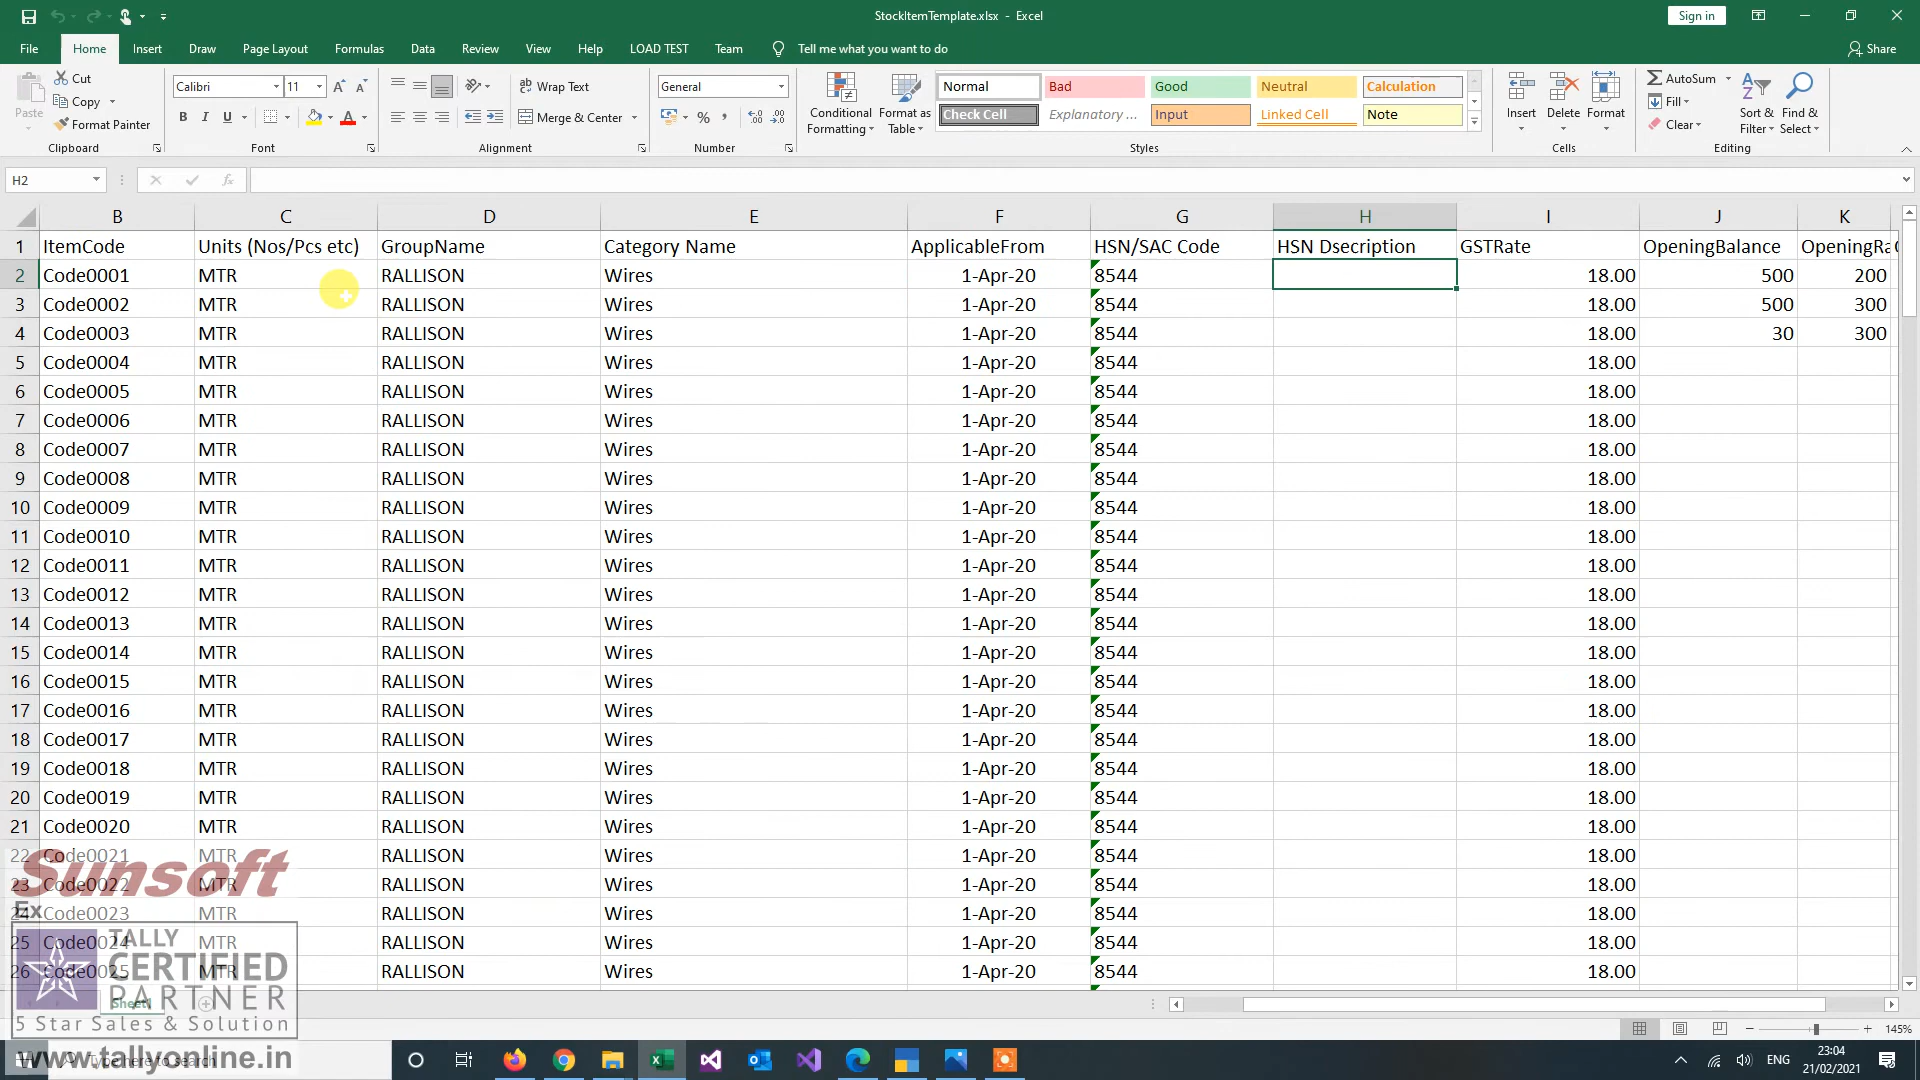 StockItemTemplate.xlsx - Excel
Sign in
File Home Insert Draw Page Layout Formulas Data Review View Help LOAD TEST Team Tell me what you want to do Share
Paste
Cut
Copy
Format Painter
Clipboard
Calibri 11
B I U
Font
Wrap Text
Merge & Center
Alignment
General
Number
Conditional Formatting
Format as Table
Normal Bad Good Neutral Calculation
Check Cell Explanatory ... Input Linked Cell Note
Styles
Insert Delete Format
Cells
AutoSum
Fill
Clear
Sort & Filter
Find & Select
Editing
H2 fx
B C D E F G H I J K
1 ItemCode Units (Nos/Pcs etc) GroupName Category Name ApplicableFrom HSN/SAC Code HSN Dsecription GSTRate OpeningBalance OpeningRa
2 Code0001 MTR RALLISON Wires 1-Apr-20 8544 18.00 500 200
3 Code0002 MTR RALLISON Wires 1-Apr-20 8544 18.00 500 300
4 Code0003 MTR RALLISON Wires 1-Apr-20 8544 18.00 30 300
5 Code0004 MTR RALLISON Wires 1-Apr-20 8544 18.00
6 Code0005 MTR RALLISON Wires 1-Apr-20 8544 18.00
7 Code0006 MTR RALLISON Wires 1-Apr-20 8544 18.00
8 Code0007 MTR RALLISON Wires 1-Apr-20 8544 18.00
9 Code0008 MTR RALLISON Wires 1-Apr-20 8544 18.00
10 Code0009 MTR RALLISON Wires 1-Apr-20 8544 18.00
11 Code0010 MTR RALLISON Wires 1-Apr-20 8544 18.00
12 Code0011 MTR RALLISON Wires 1-Apr-20 8544 18.00
13 Code0012 MTR RALLISON Wires 1-Apr-20 8544 18.00
14 Code0013 MTR RALLISON Wires 1-Apr-20 8544 18.00
15 Code0014 MTR RALLISON Wires 1-Apr-20 8544 18.00
16 Code0015 MTR RALLISON Wires 1-Apr-20 8544 18.00
17 Code0016 MTR RALLISON Wires 1-Apr-20 8544 18.00
18 Code0017 MTR RALLISON Wires 1-Apr-20 8544 18.00
19 Code0018 MTR RALLISON Wires 1-Apr-20 8544 18.00
20 Code0019 MTR RALLISON Wires 1-Apr-20 8544 18.00
21 Code0020 MTR RALLISON Wires 1-Apr-20 8544 18.00
22 Code0021 MTR RALLISON Wires 1-Apr-20 8544 18.00
23 Code0022 MTR RALLISON Wires 1-Apr-20 8544 18.00
24 Code0023 MTR RALLISON Wires 1-Apr-20 8544 18.00
25 Code0024 MTR RALLISON Wires 1-Apr-20 8544 18.00
26 Code0025 MTR RALLISON Wires 1-Apr-20 8544 18.00
Sunsoft
Ex
TALLY
CERTIFIED
PARTNER
5 Star Sales & Solution
www.tallyonline.in
Sheet1
145%
Type here to search
ENG
23:04
21/02/2021